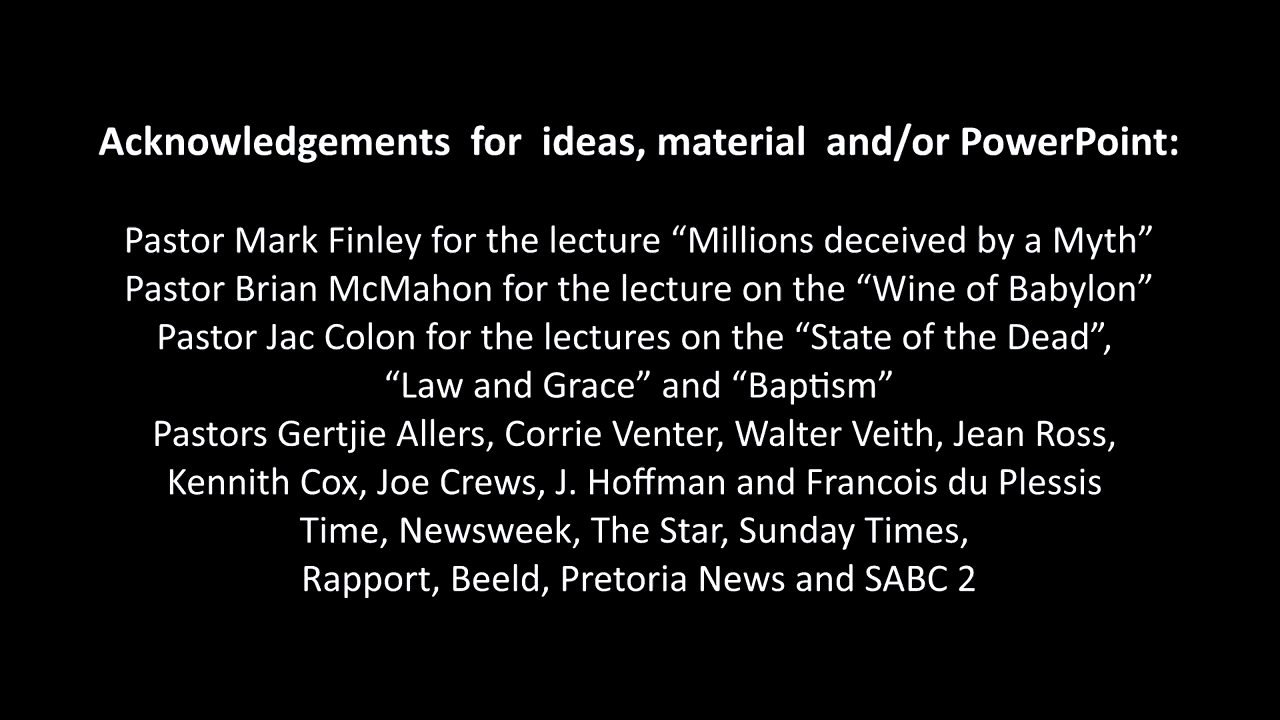 Acknowledgements for ideas, material and/or PowerPoint:
Pastor Mark Finley for the lecture “Millions deceived by a Myth”
Pastor Brian McMahon for the lecture on the “Wine of Babylon”
Pastor Jac Colon for the lectures on the “State of the Dead”,
“Law and Grace” and “Baptism”
Pastors Gertjie Allers, Corrie Venter, Walter Veith, Jean Ross,
Kennith Cox, Joe Crews, J. Hoffman and Francois du Plessis
Time, Newsweek, The Star, Sunday Times,
Rapport, Beeld, Pretoria News and SABC 2